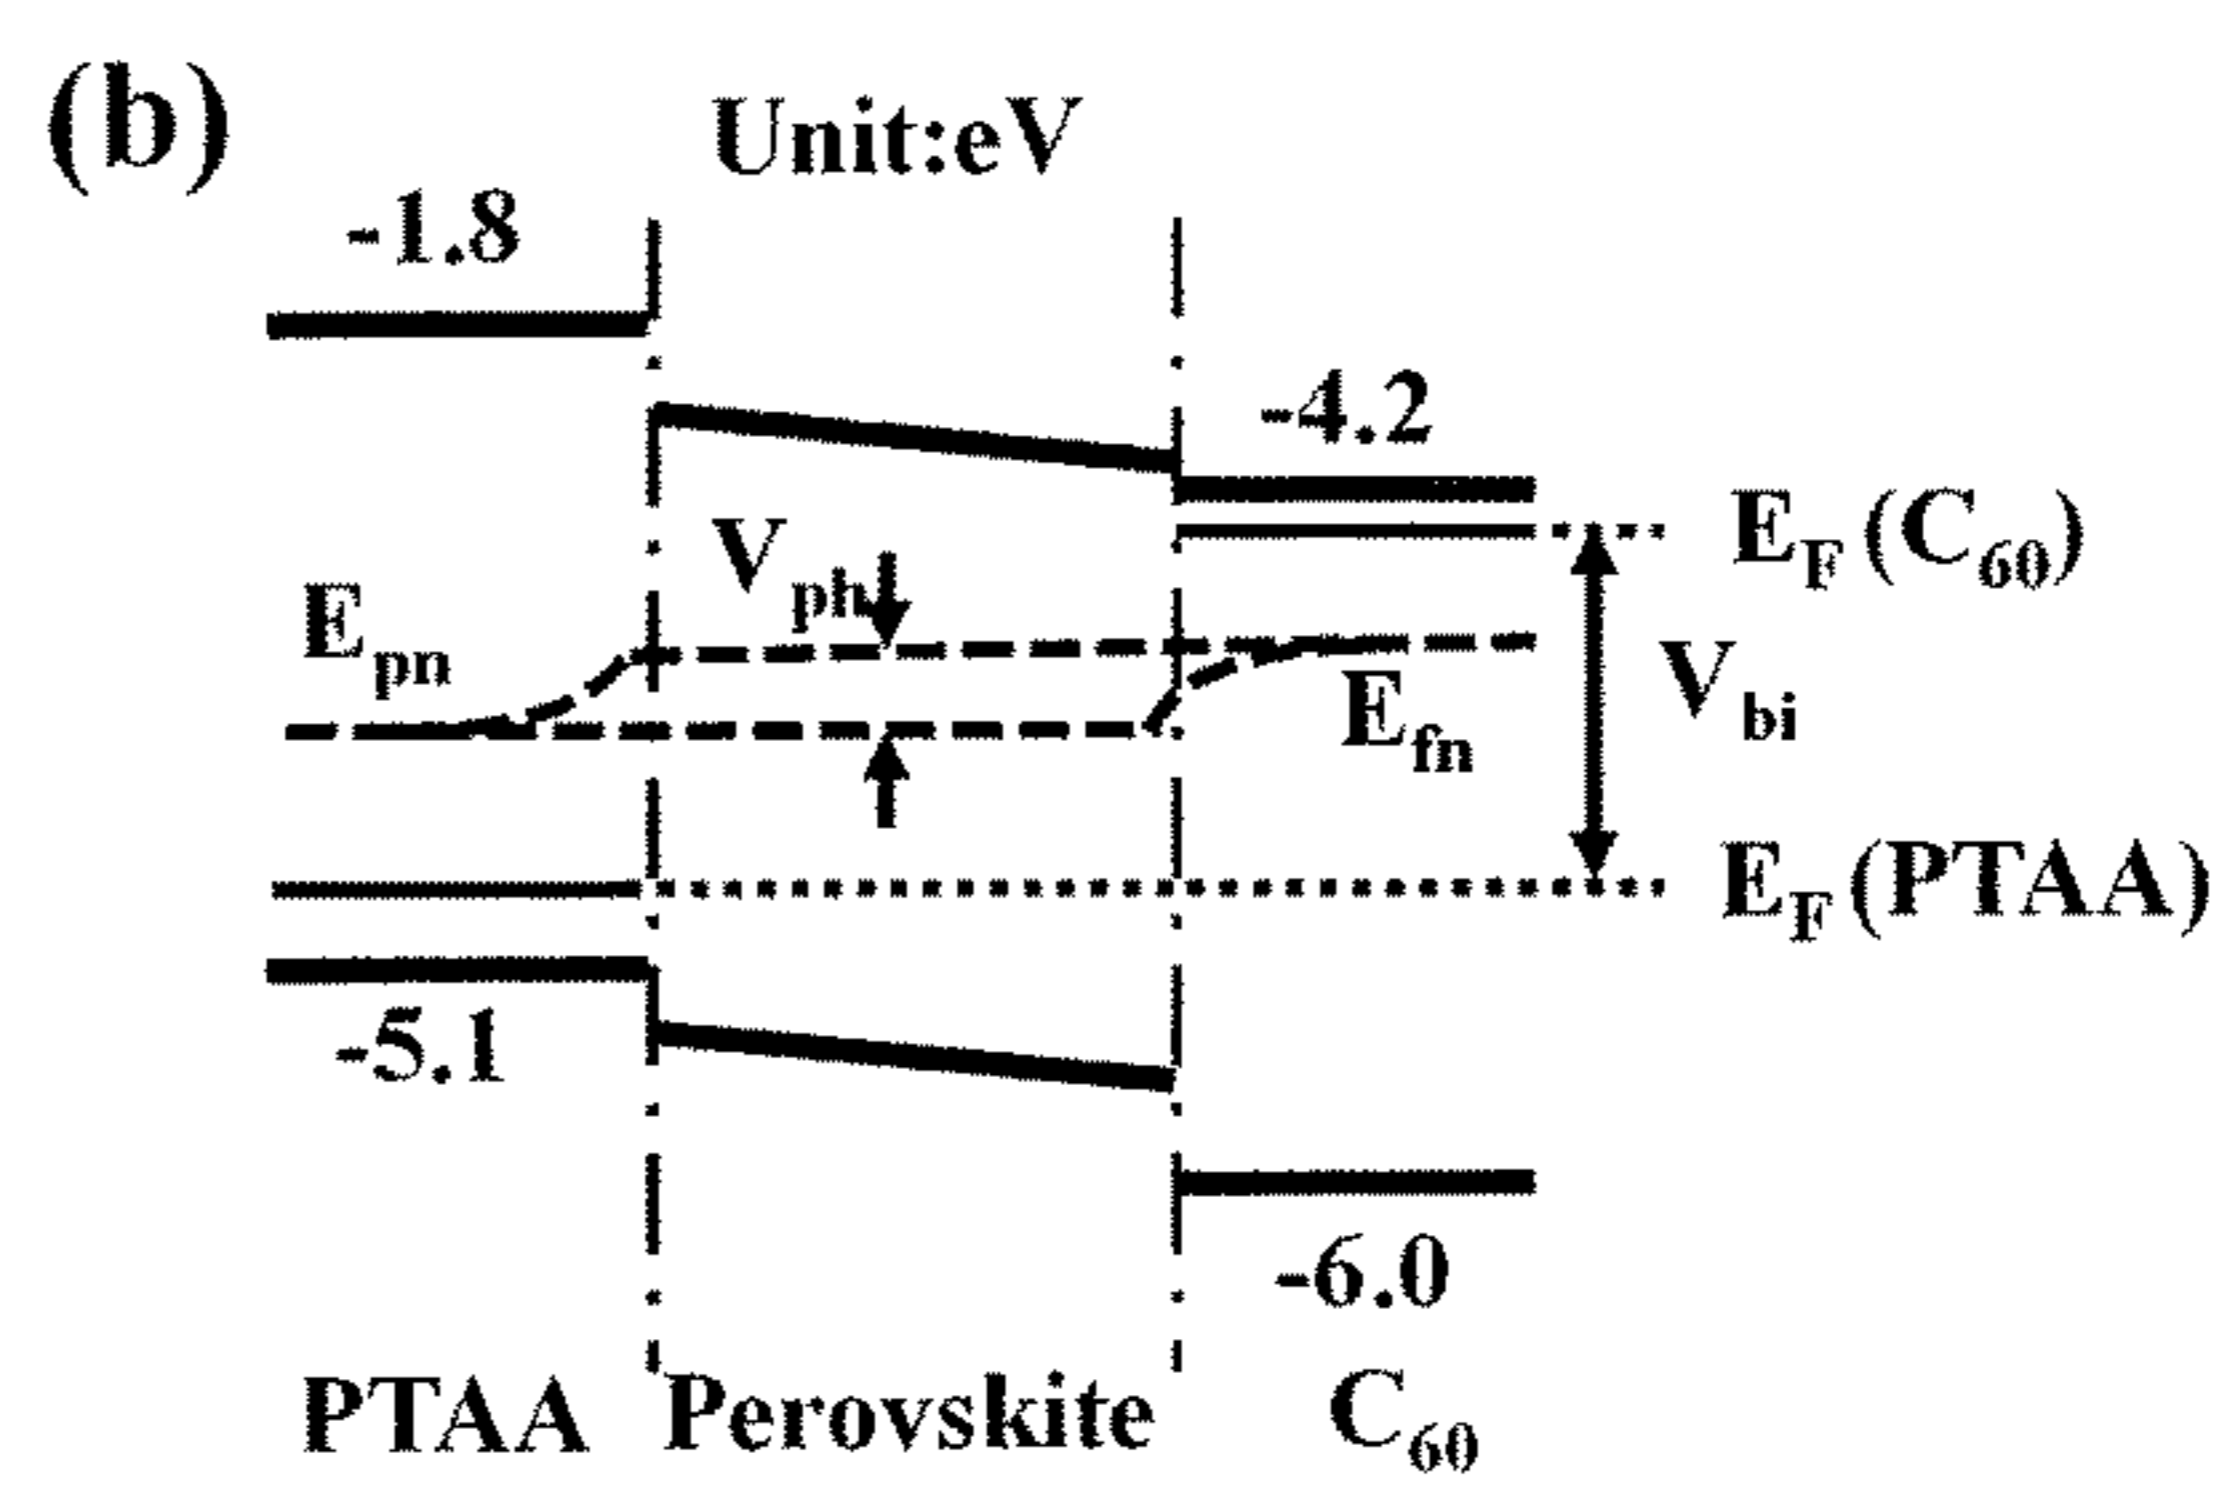 (b)
Unit:eV
-1.8
-4.2
E_F (C_60)
V_ph
E_pn
E_fn
V_bi
E_F (PTAA)
-5.1
-6.0
PTAA Perovskite C_60